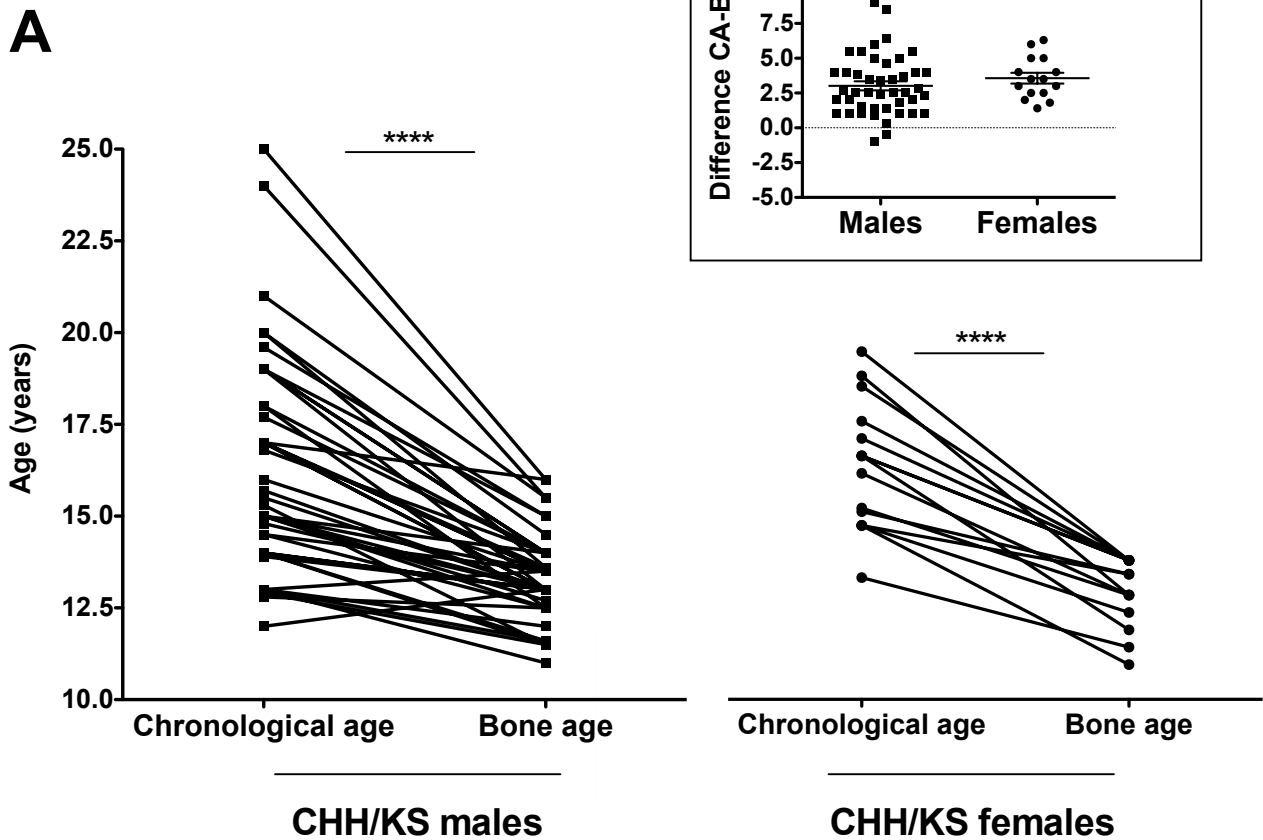 A
Difference CA-B
7.5
5.0
2.5
0.0
-2.5
-5.0
Males Females
****
25.0
22.5
20.0
17.5
15.0
12.5
10.0
Age (years)
****
Chronological age Bone age
Chronological age Bone age
CHH/KS males
CHH/KS females